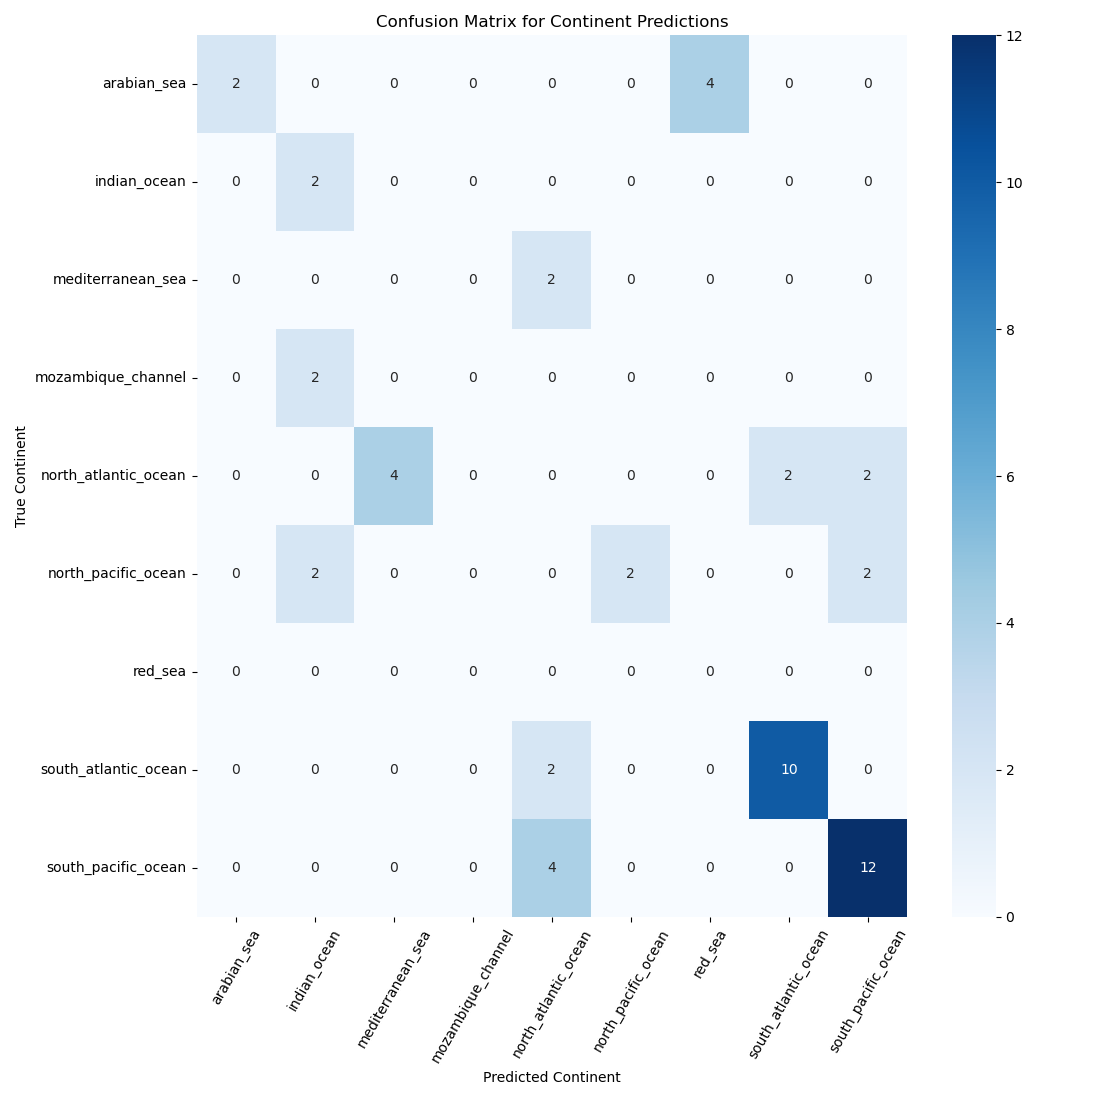 Confusion Matrix for Continent Predictions
arabian_sea 2 0 0 0 0 0 4 0 0
indian_ocean 0 2 0 0 0 0 0 0 0
mediterranean_sea 0 0 0 0 2 0 0 0 0
mozambique_channel 0 2 0 0 0 0 0 0 0
north_atlantic_ocean 0 0 4 0 0 0 0 2 2
north_pacific_ocean 0 2 0 0 0 2 0 0 2
red_sea 0 0 0 0 0 0 0 0 0
south_atlantic_ocean 0 0 0 0 2 0 0 10 0
south_pacific_ocean 0 0 0 0 4 0 0 0 12
True Continent
arabian_sea
indian_ocean
mediterranean_sea
mozambique_channel
north_atlantic_ocean
north_pacific_ocean
red_sea
south_atlantic_ocean
south_pacific_ocean
Predicted Continent
12
10
8
6
4
2
0